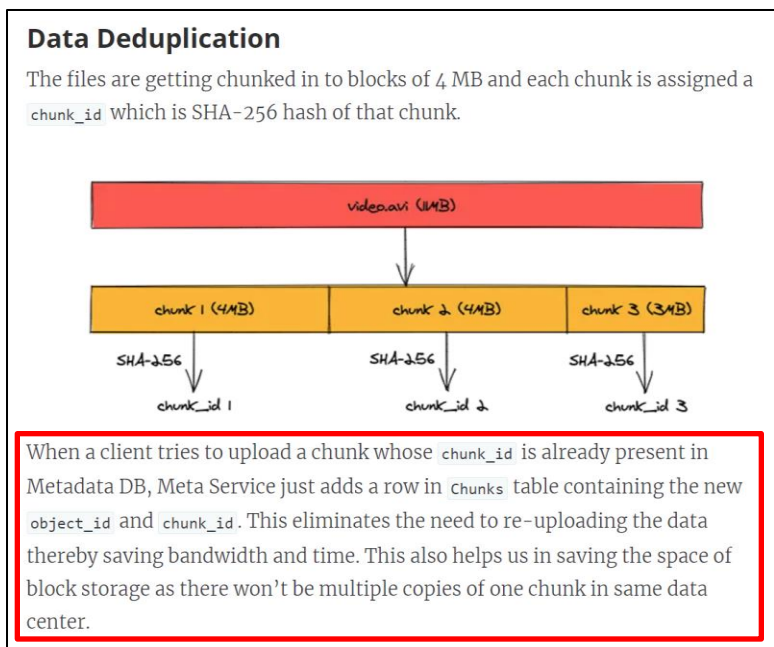 Data Deduplication
The files are getting chunked in to blocks of 4 MB and each chunk is assigned a
chunk_id which is SHA-256 hash of that chunk.
video.avi (11MB)
chunk 1 (4MB)
chunk 2 (4MB)
chunk 3 (3MB)
SHA-256
SHA-256
SHA-256
chunk_id 1
chunk_id 2
chunk_id 3
When a client tries to upload a chunk whose chunk_id is already present in
Metadata DB, Meta Service just adds a row in Chunks table containing the new
object_id and chunk_id. This eliminates the need to re-uploading the data
thereby saving bandwidth and time. This also helps us in saving the space of
block storage as there won’t be multiple copies of one chunk in same data
center.